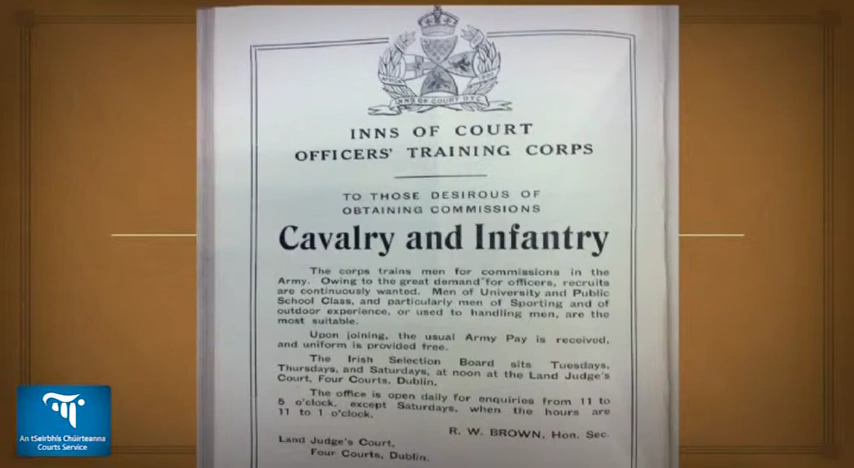 INNS OF COURT O.T.C.
INNS OF COURT
OFFICERS' TRAINING CORPS
TO THOSE DESIROUS OF
OBTAINING COMMISSIONS
Cavalry and Infantry
The corps trains men for commissions in the
Army. Owing to the great demand for officers, recruits
are continuously wanted. Men of University and Public
School Class, and particularly men of Sporting and of
outdoor experience, or used to handling men, are the
most suitable.
Upon joining, the usual Army Pay is received,
and uniform is provided free.
The Irish Selection Board sits Tuesdays,
Thursdays, and Saturdays, at noon at the Land Judge's
Court, Four Courts, Dublin.
The office is open daily for enquiries from 11 to
5 o'clock, except Saturdays, when the hours are
11 to 1 o'clock.
R. W. BROWN, Hon. Sec.
Land Judge's Court,
Four Courts, Dublin.
An tSeirbhís Chúirteanna
Courts Service